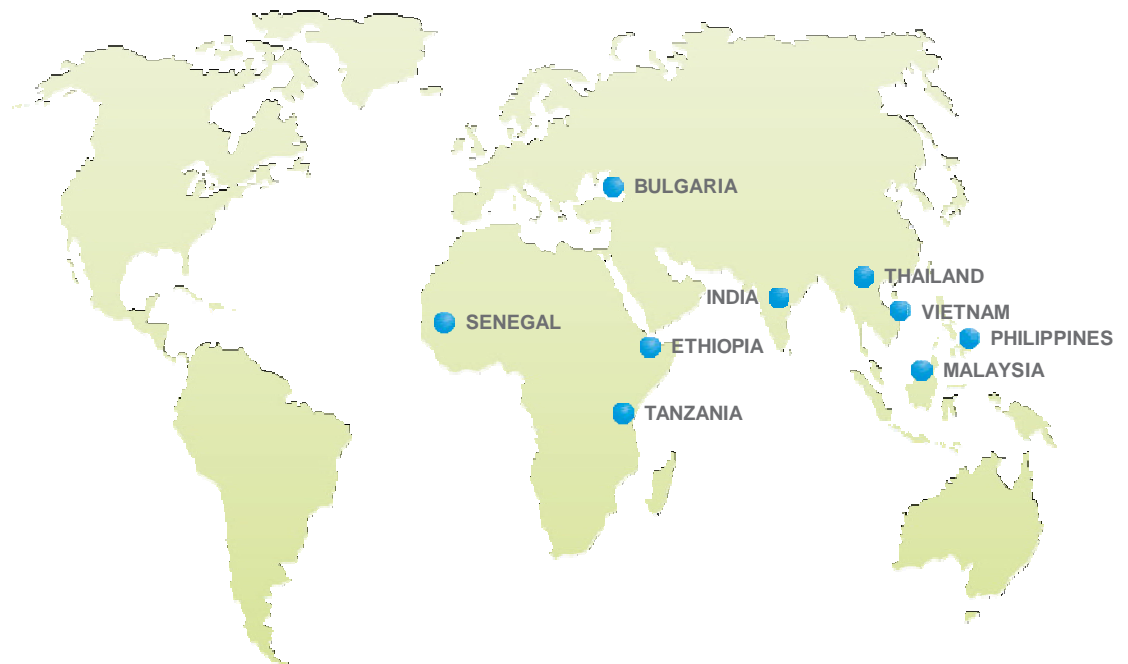 BULGARIA
THAILAND
INDIA
VIETNAM
SENEGAL
PHILIPPINES
ETHIOPIA
MALAYSIA
TANZANIA